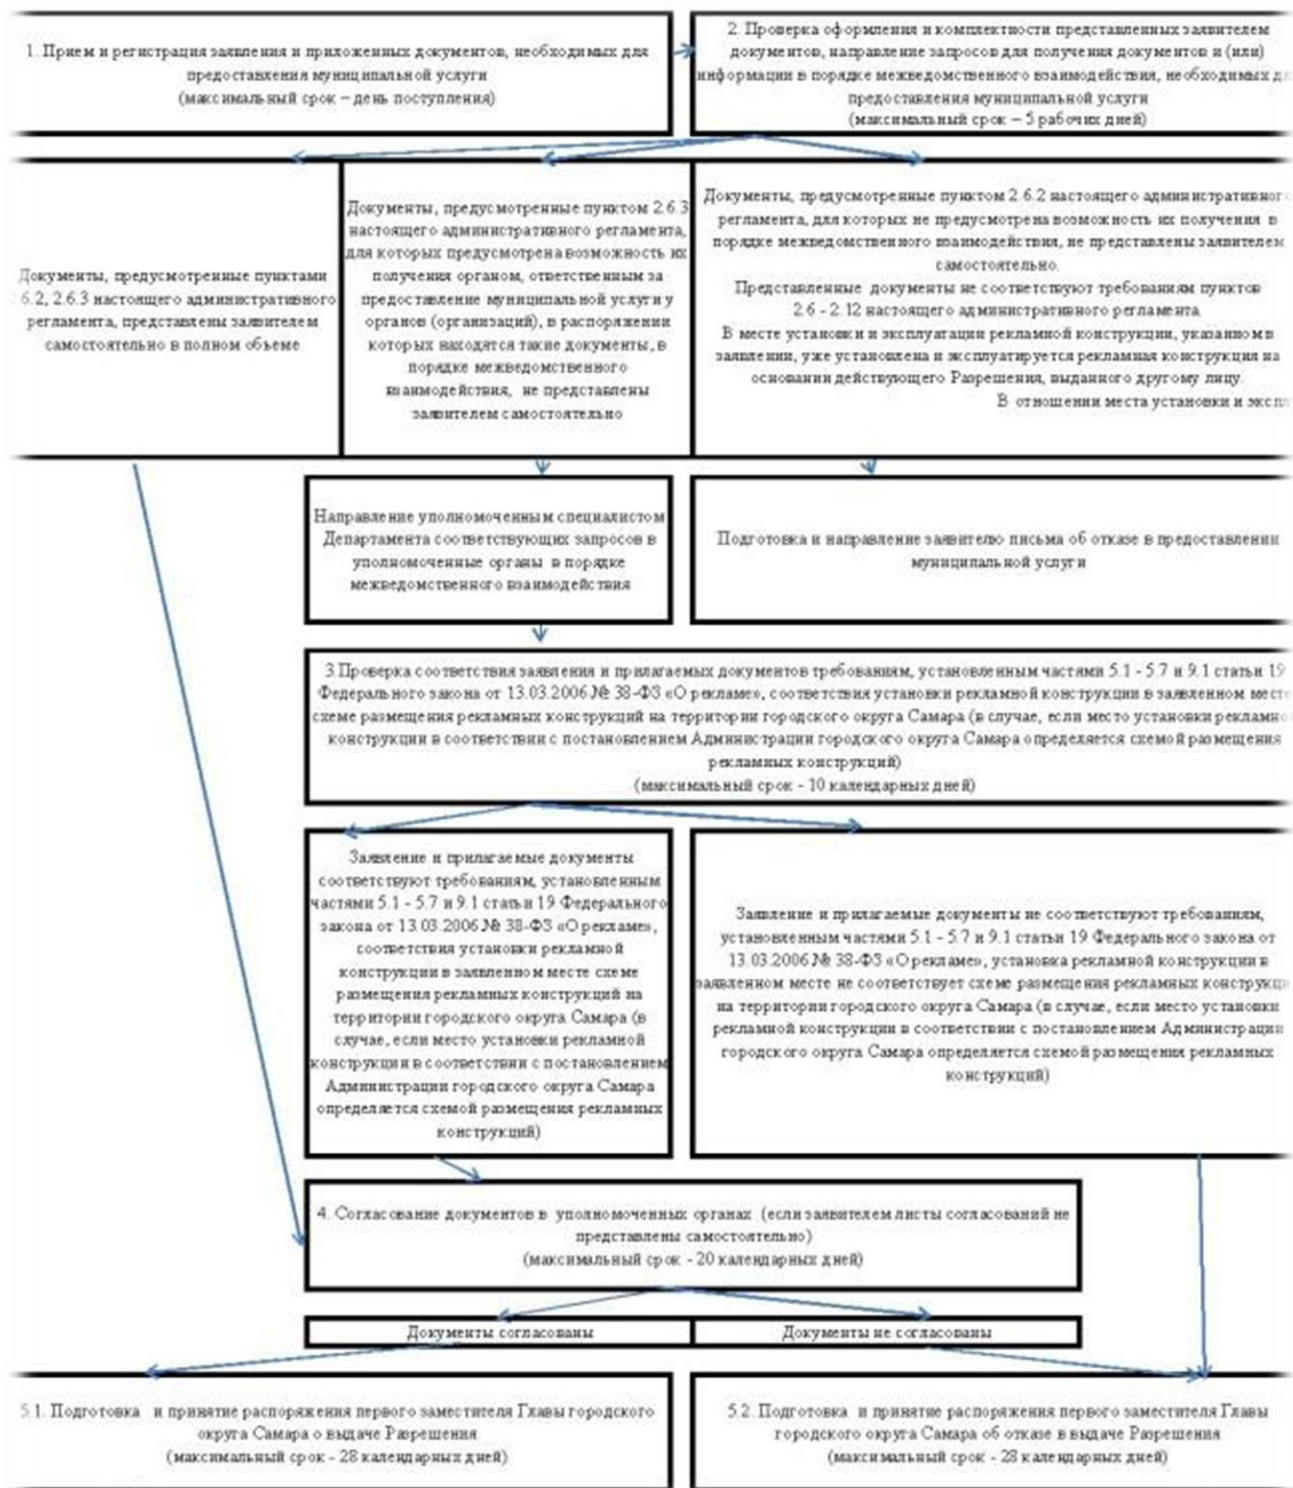 1. Прием и регистрация заявления и приложенных документов, необходимых для
предоставления муниципальной услуги
(максимальный срок – день поступления)
2. Проверка оформления и комплектности представленных заявителем
документов, направление запросов для получения документов и (или)
информации в порядке межведомственного взаимодействия, необходимых
предоставления муниципальной услуги
(максимальный срок – 5 рабочих дней)
Документы, предусмотренные пунктами
2.6.2, 2.6.3 настоящего административного
регламента, представлены заявителем
самостоятельно в полном объеме
Документы, предусмотренные пунктом 2.6.3
настоящего административного регламента,
для которых предусмотрена возможность их
получения органом, ответственным за
предоставление муниципальной услуги у
органов (организаций), в распоряжении
которых находятся такие документы, в
порядке межведомственного
взаимодействия, не представлены
заявителем самостоятельно
Документы, предусмотренные пунктом 2.6.2 настоящего административного
регламента, для которых не предусмотрена возможность их получения в
порядке межведомственного взаимодействия, не представлены заявителем
самостоятельно.
Представленные документы не соответствуют требованиям пунктов
2.6 - 2.12 настоящего административного регламента
В месте установки и эксплуатации рекламной конструкции, указанном в
заявлении, уже установлена и эксплуатируется рекламная конструкция на
основании действующего Разрешения, выданного другому лицу.
В отношении места установки и
Направление уполномоченным специалистом
Департамента соответствующих запросов в
уполномоченные органы в порядке
межведомственного взаимодействия
Подготовка и направление заявителю письма об отказе в предоставлении
муниципальной услуги
3.Проверка соответствия заявления и прилагаемых документов требованиям, установленным частями 5.1 - 5.7 и 9.1 статьи 19
Федерального закона от 13.03.2006 № 38-ФЗ «О рекламе», соответствия установки рекламной конструкции в заявленном месте
схеме размещения рекламных конструкций на территории городского округа Самара (в случае, если место установки
конструкции в соответствии с постановлением Администрации городского округа Самара определяется схемой размещения
рекламных конструкций)
(максимальный срок - 10 календарных дней)
Заявление и прилагаемые документы
соответствуют требованиям, установленным
частями 5.1 - 5.7 и 9.1 статьи 19 Федерального
закона от 13.03.2006 № 38-ФЗ «О рекламе»,
соответствия установки рекламной
конструкции в заявленном месте схеме
размещения рекламных конструкций на
территории городского округа Самара (в
случае, если место установки рекламной
конструкции в соответствии с постановлением
Администрации городского округа Самара
определяется схемой размещения рекламных
конструкций)
Заявление и прилагаемые документы не соответствуют требованиям,
установленным частями 5.1 - 5.7 и 9.1 статьи 19 Федерального закона от
13.03.2006 № 38-ФЗ «О рекламе», установка рекламной конструкции в
заявленном месте не соответствует схеме размещения рекламных
на территории городского округа Самара (в случае, если место установки
рекламной конструкции в соответствии с постановлением Администрации
городского округа Самара определяется схемой размещения рекламных
конструкций)
4. Согласование документов в уполномоченных органах (если заявителем листы согласований не
представлены самостоятельно)
(максимальный срок - 20 календарных дней)
Документы согласованы
Документы не согласованы
5.1. Подготовка и принятие распоряжения первого заместителя Главы городского
округа Самара о выдаче Разрешения
(максимальный срок - 28 календарных дней)
5.2. Подготовка и принятие распоряжения первого заместителя Главы
городского округа Самара об отказе в выдаче Разрешения
(максимальный срок - 28 календарных дней)